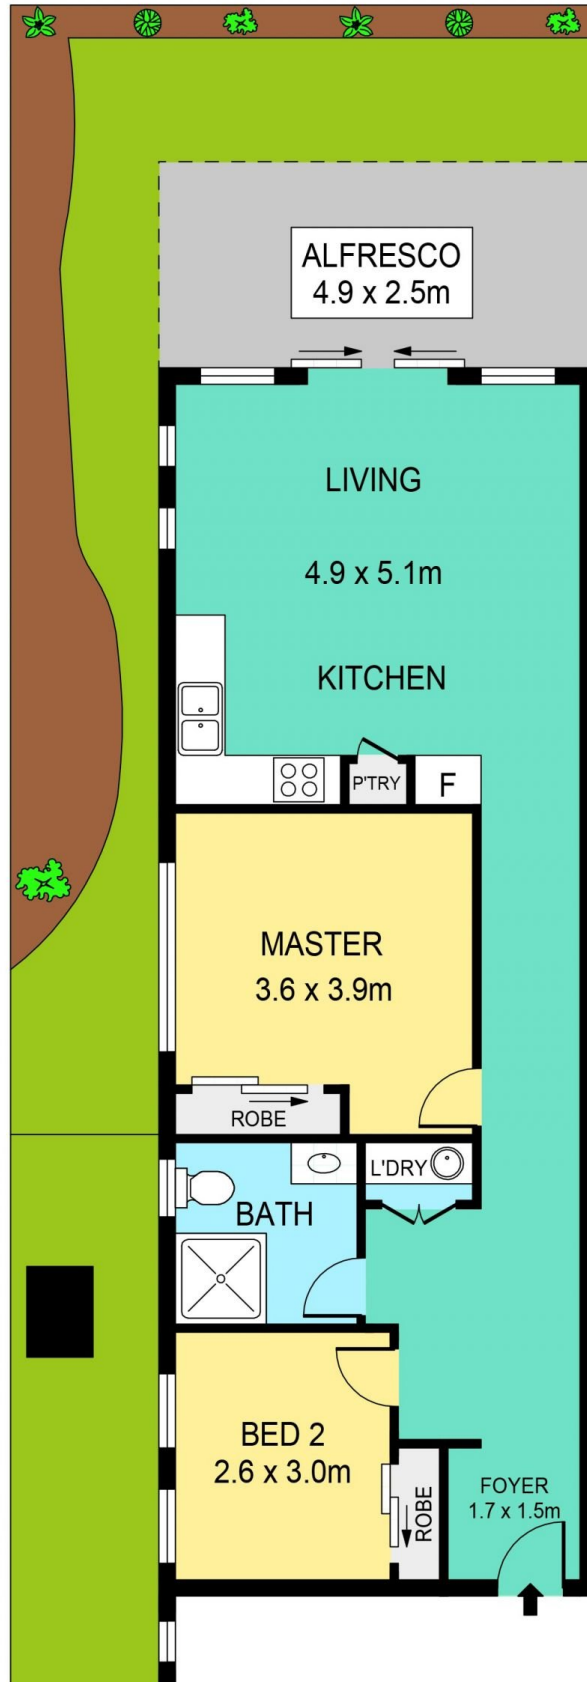 ALFRESCO
4.9 x 2.5m
LIVING
4.9 x 5.1m
KITCHEN
P'TRY
F
MASTER
3.6 x 3.9m
ROBE
L'DRY
BATH
BED 2
2.6 x 3.0m
ROBE
FOYER
1.7 x 1.5m